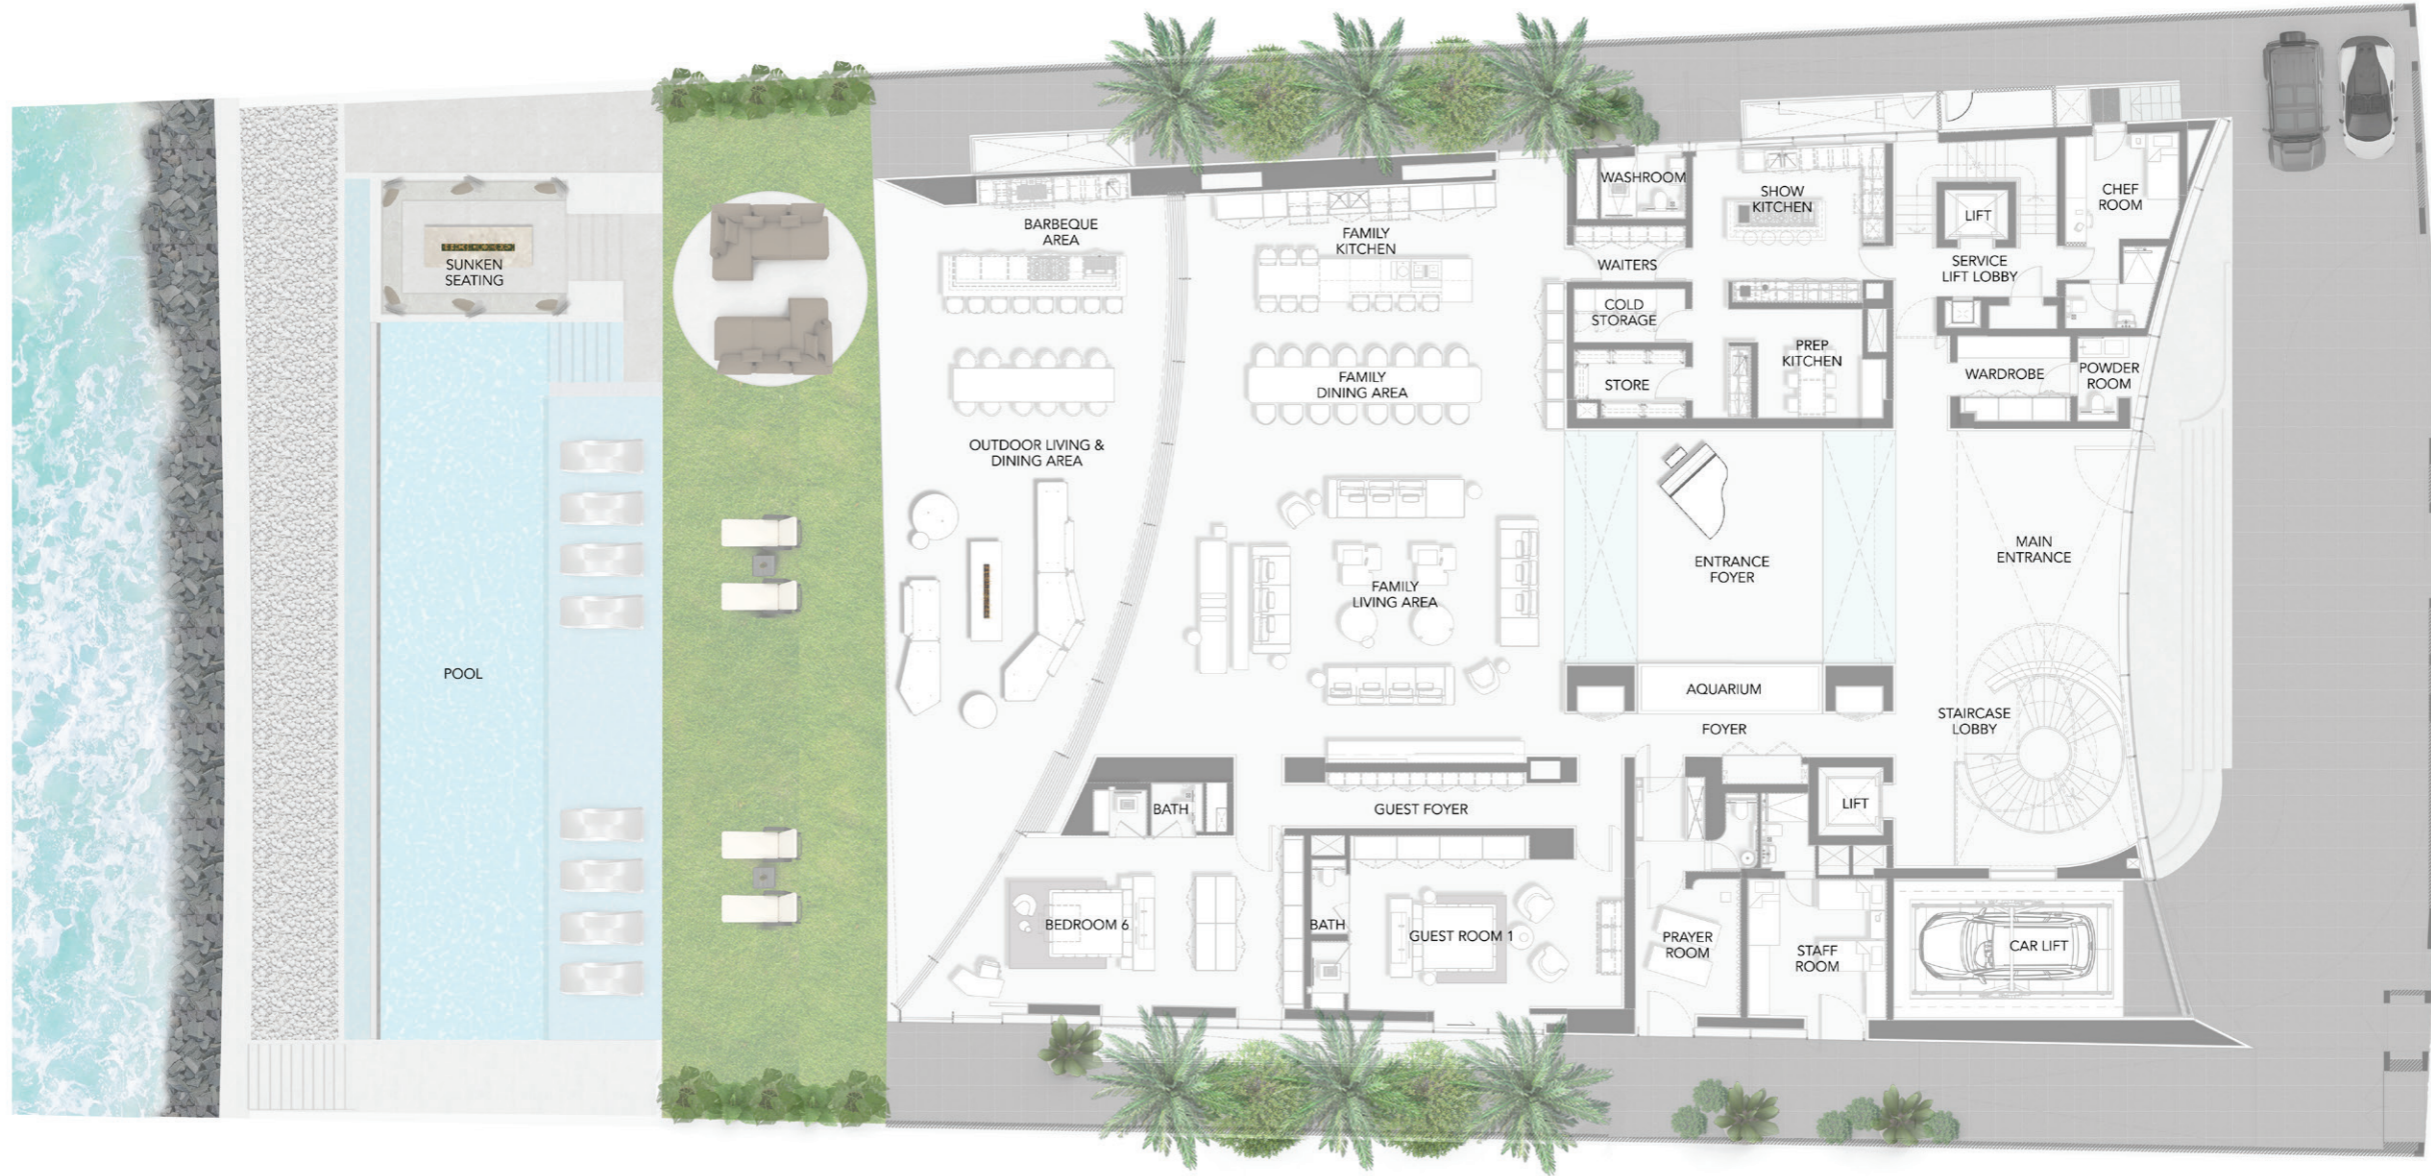 WASHROOM
SHOW
KITCHEN
CHEF
ROOM
LIFT
BARBEQUE
AREA
FAMILY
KITCHEN
SUNKEN
SEATING
WAITERS
SERVICE
LIFT LOBBY
COLD
STORAGE
PREP
KITCHEN
FAMILY
DINING AREA
STORE
WARDROBE
POWDER
ROOM
OUTDOOR LIVING &
DINING AREA
MAIN
ENTRANCE
ENTRANCE
FOYER
FAMILY
LIVING AREA
POOL
AQUARIUM
STAIRCASE
LOBBY
FOYER
BATH
GUEST FOYER
LIFT
BEDROOM 6
BATH
GUEST ROOM 1
PRAYER
ROOM
STAFF
ROOM
CAR LIFT